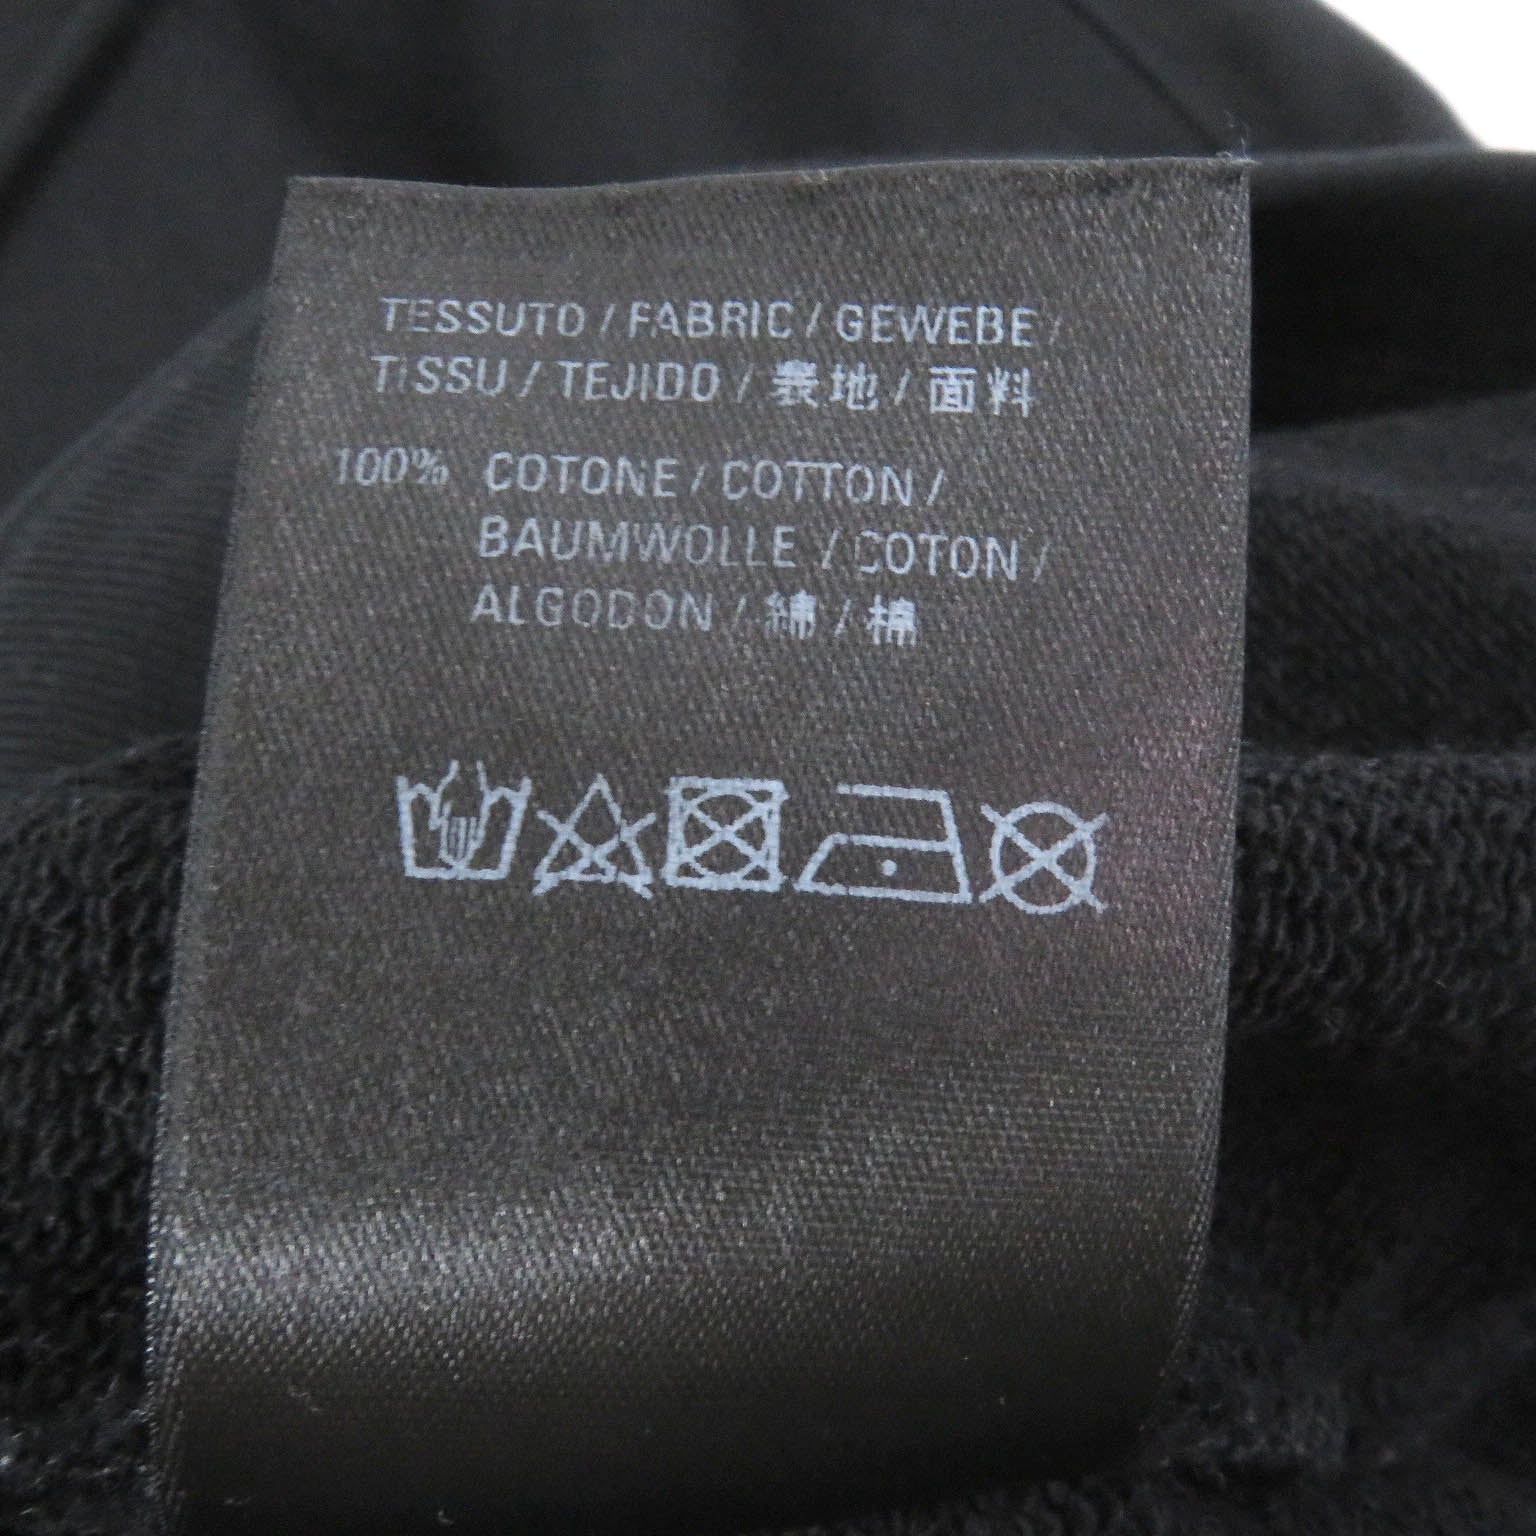 TESSUTO / FABRIC / GEWEBE /
TISSU / TEJIDO / 表地 / 面料
100% COTONE / COTTON /
BAUMWOLLE / COTON /
ALGODON / 綿 / 棉